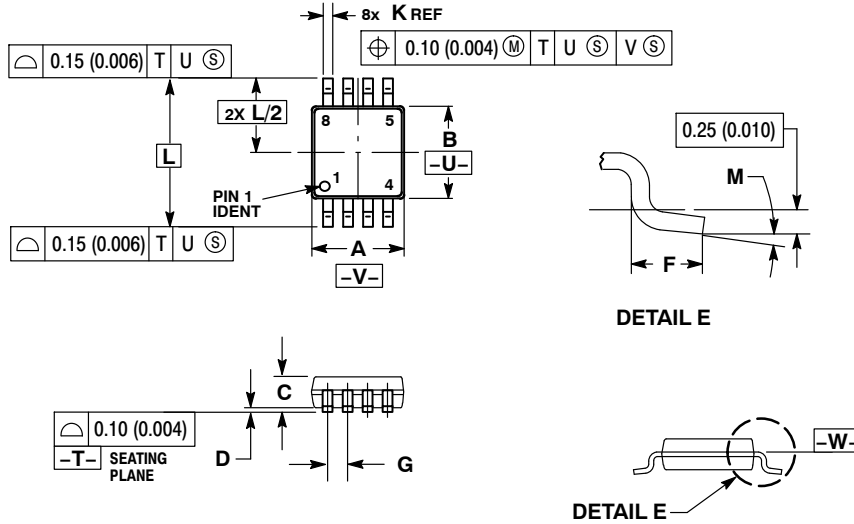 8x K REF
⌖ 0.10 (0.004) Ⓜ T U Ⓢ V Ⓢ
⌓ 0.15 (0.006) T U Ⓢ
2X L/2
8 5
B
-U-
L
0.25 (0.010)
M
PIN 1
IDENT
1 4
⌓ 0.15 (0.006) T U Ⓢ
A
-V-
F
DETAIL E
C
⌓ 0.10 (0.004)
-T- SEATING
PLANE
D
G
-W-
DETAIL E